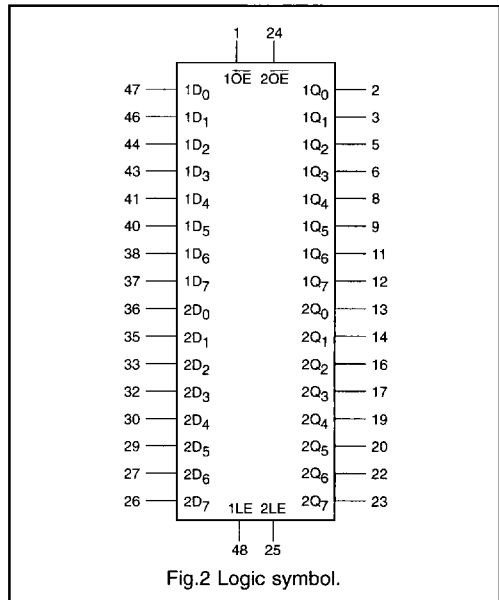 1 24
1O̅E̅ 2O̅E̅
47 1D₀ 1Q₀ 2
46 1D₁ 1Q₁ 3
44 1D₂ 1Q₂ 5
43 1D₃ 1Q₃ 6
41 1D₄ 1Q₄ 8
40 1D₅ 1Q₅ 9
38 1D₆ 1Q₆ 11
37 1D₇ 1Q₇ 12
36 2D₀ 2Q₀ 13
35 2D₁ 2Q₁ 14
33 2D₂ 2Q₂ 16
32 2D₃ 2Q₃ 17
30 2D₄ 2Q₄ 19
29 2D₅ 2Q₅ 20
27 2D₆ 2Q₆ 22
26 2D₇ 2Q₇ 23
1LE 2LE
48 25
Fig.2 Logic symbol.